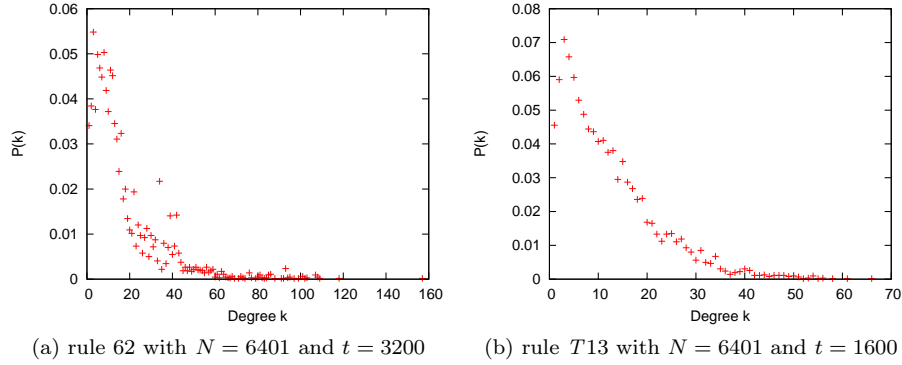 0.06
0.05
0.04
0.03
0.02
0.01
0
P(k)
0 20 40 60 80 100 120 140 160
Degree k
(a) rule 62 with N = 6401 and t = 3200
0.08
0.07
0.06
0.05
0.04
0.03
0.02
0.01
0
P(k)
0 10 20 30 40 50 60 70
Degree k
(b) rule T13 with N = 6401 and t = 1600